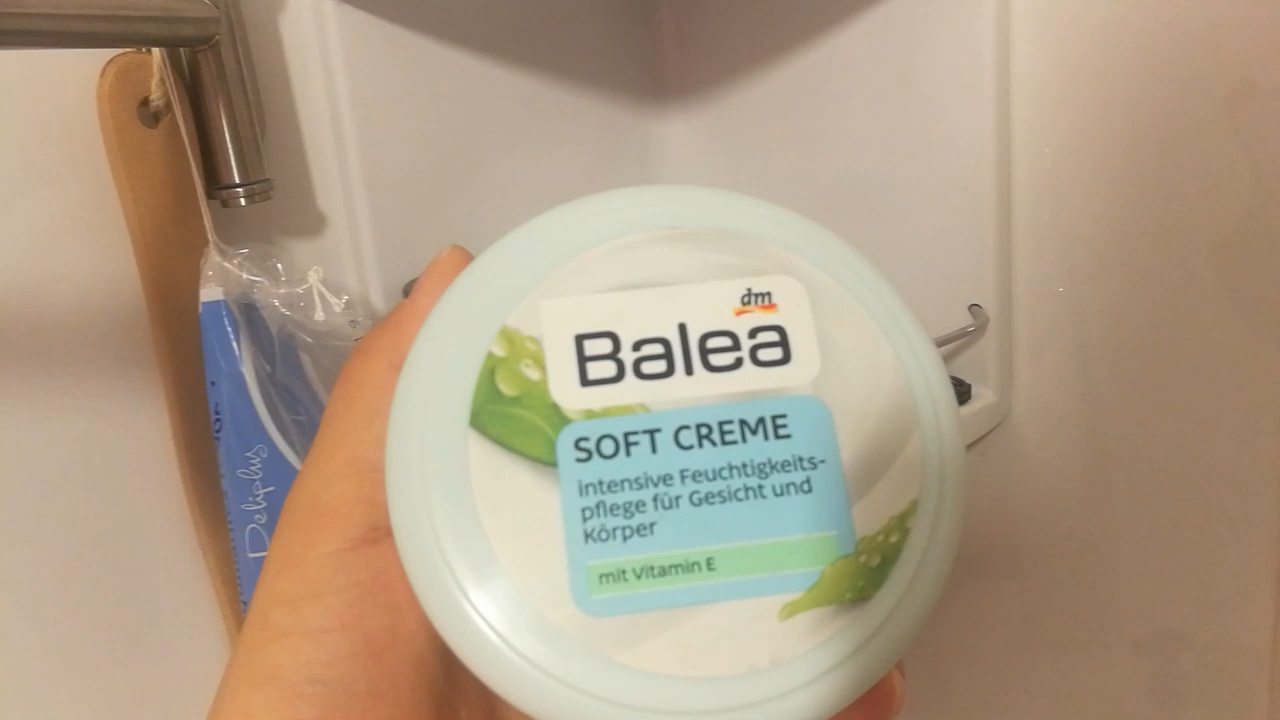 dm
Balea
SOFT CREME
intensive Feuchtigkeits-
pflege für Gesicht und
Körper
mit Vitamin E
Deliplus